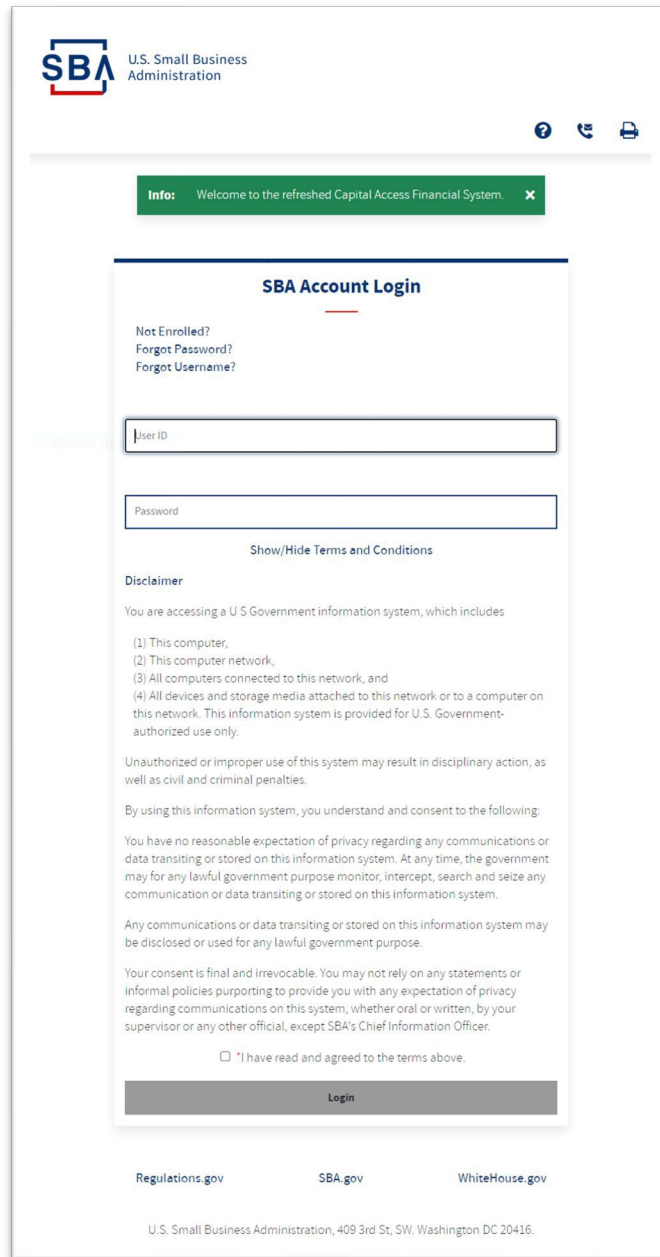 SBA U.S. Small Business
Administration
Info: Welcome to the refreshed Capital Access Financial System.
SBA Account Login
Not Enrolled?
Forgot Password?
Forgot Username?
User ID
Password
Show/Hide Terms and Conditions
Disclaimer
You are accessing a U S Government information system, which includes
(1) This computer,
(2) This computer network,
(3) All computers connected to this network, and
(4) All devices and storage media attached to this network or to a computer on
this network. This information system is provided for U.S. Government-
authorized use only.
Unauthorized or improper use of this system may result in disciplinary action, as
well as civil and criminal penalties.
By using this information system, you understand and consent to the following:
You have no reasonable expectation of privacy regarding any communications or
data transiting or stored on this information system. At any time, the government
may for any lawful government purpose monitor, intercept, search and seize any
communication or data transiting or stored on this information system.
Any communications or data transiting or stored on this information system may
be disclosed or used for any lawful government purpose.
Your consent is final and irrevocable. You may not rely on any statements or
informal policies purporting to provide you with any expectation of privacy
regarding communications on this system, whether oral or written, by your
supervisor or any other official, except SBA's Chief Information Officer.
*I have read and agreed to the terms above.
Login
Regulations.gov SBA.gov WhiteHouse.gov
U.S. Small Business Administration, 409 3rd St, SW. Washington DC 20416.